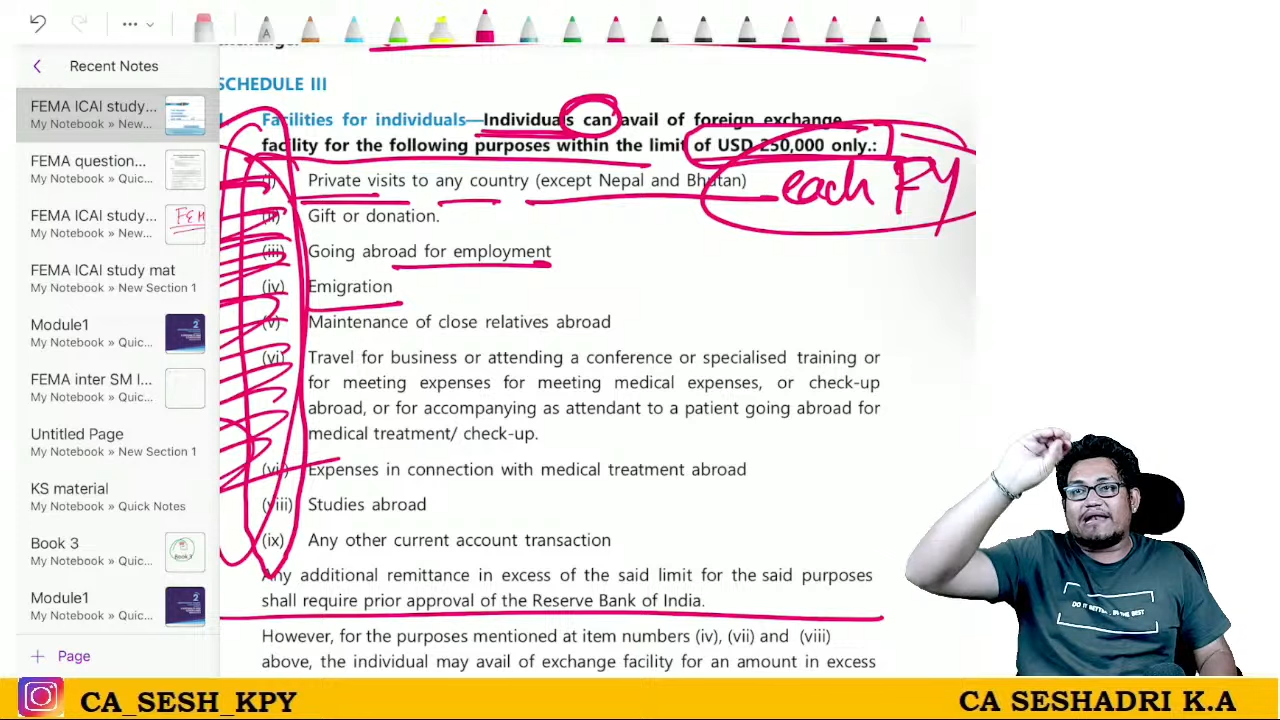 Recent Notes
FEMA ICAI study...
My Notebook » New...
FEMA question...
My Notebook » Quic...
FEMA ICAI study...
My Notebook » New...
FEMA ICAI study mat
My Notebook » New Section 1
Module1
My Notebook » Quic...
FEMA inter SM I...
My Notebook » Quic...
Untitled Page
My Notebook » New Section 1
KS material
My Notebook » Quick Notes
Book 3
My Notebook » Quic...
Module1
My Notebook » Quic...
+ Page
SCHEDULE III
Facilities for individuals—Individuals can avail of foreign exchange
facility for the following purposes within the limit of USD 250,000 only.:
each FY
(i) Private visits to any country (except Nepal and Bhutan)
(ii) Gift or donation.
(iii) Going abroad for employment
(iv) Emigration
(v) Maintenance of close relatives abroad
(vi) Travel for business or attending a conference or specialised training or
for meeting expenses for meeting medical expenses, or check-up
abroad, or for accompanying as attendant to a patient going abroad for
medical treatment/ check-up.
(vii) Expenses in connection with medical treatment abroad
(viii) Studies abroad
(ix) Any other current account transaction
Any additional remittance in excess of the said limit for the said purposes
shall require prior approval of the Reserve Bank of India.
However, for the purposes mentioned at item numbers (iv), (vii) and (viii)
above, the individual may avail of exchange facility for an amount in excess
CA_SESH_KPY
CA SESHADRI K.A